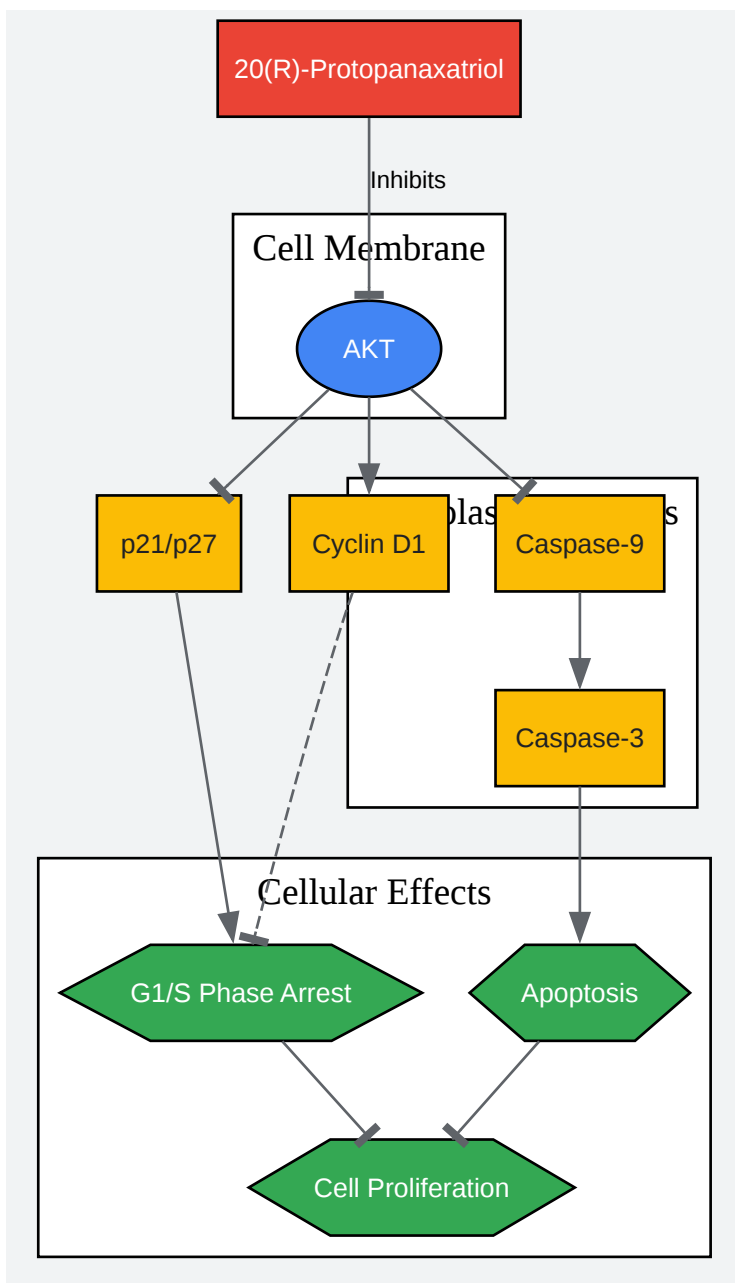 20(R)-Protopanaxatriol
Inhibits
Cell Membrane
AKT
p21/p27
Cyclin D1
Caspase-9
Caspase-3
Cellular Effects
G1/S Phase Arrest
Apoptosis
Cell Proliferation